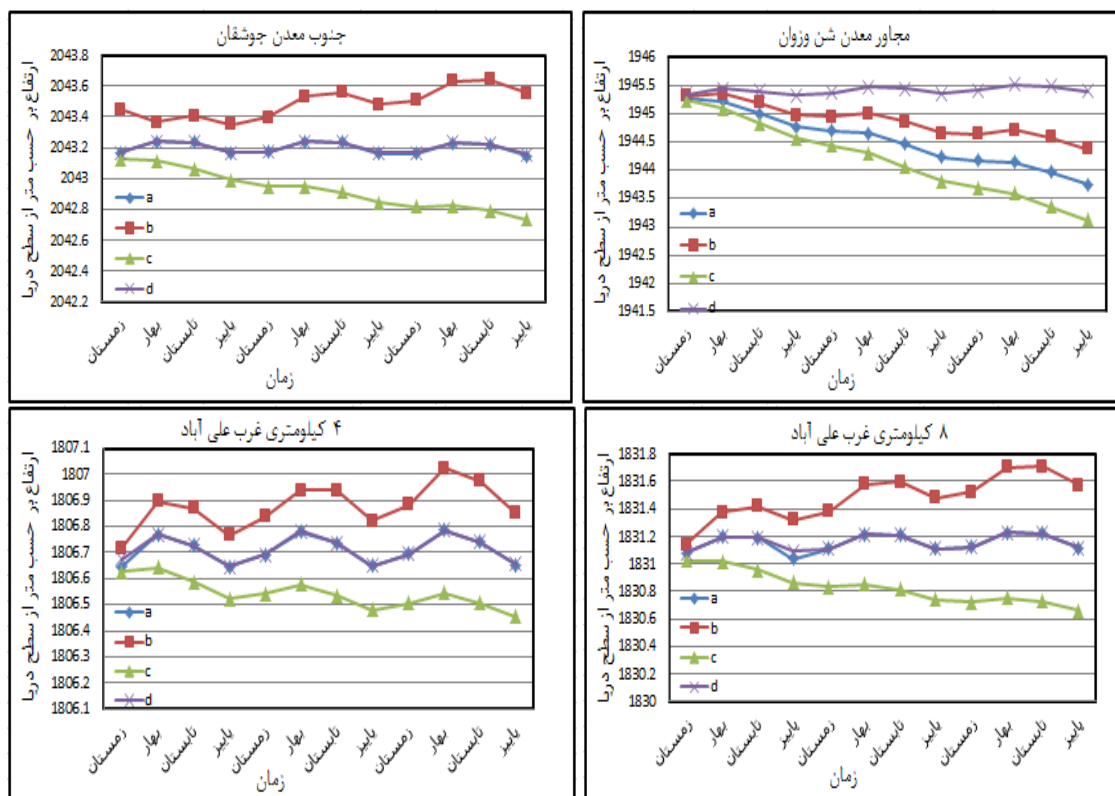 جنوب معدن جوشقان
ارتفاع بر حسب متر از سطح دریا
2043.8
2043.6
2043.4
2043.2
2043
2042.8
2042.6
2042.4
2042.2
a
b
c
d
زمستان
بهار
تابستان
پاییز
زمستان
بهار
تابستان
پاییز
زمستان
بهار
تابستان
پاییز
زمان
مجاور معدن شن وزوان
ارتفاع بر حسب متر از سطح دریا
1946
1945.5
1945
1944.5
1944
1943.5
1943
1942.5
1942
1941.5
a
b
c
d
زمستان
بهار
تابستان
پاییز
زمستان
بهار
تابستان
پاییز
زمستان
بهار
تابستان
پاییز
زمان
۴ کیلومتری غرب علی آباد
ارتفاع بر حسب متر از سطح دریا
1807.1
1807
1806.9
1806.8
1806.7
1806.6
1806.5
1806.4
1806.3
1806.2
1806.1
a
b
c
d
زمستان
بهار
تابستان
پاییز
زمستان
بهار
تابستان
پاییز
زمستان
بهار
تابستان
پاییز
زمان
۸ کیلومتری غرب علی آباد
ارتفاع بر حسب متر از سطح دریا
1831.8
1831.6
1831.4
1831.2
1831
1830.8
1830.6
1830.4
1830.2
1830
a
b
c
d
زمستان
بهار
تابستان
پاییز
زمستان
بهار
تابستان
پاییز
زمستان
بهار
تابستان
پاییز
زمان